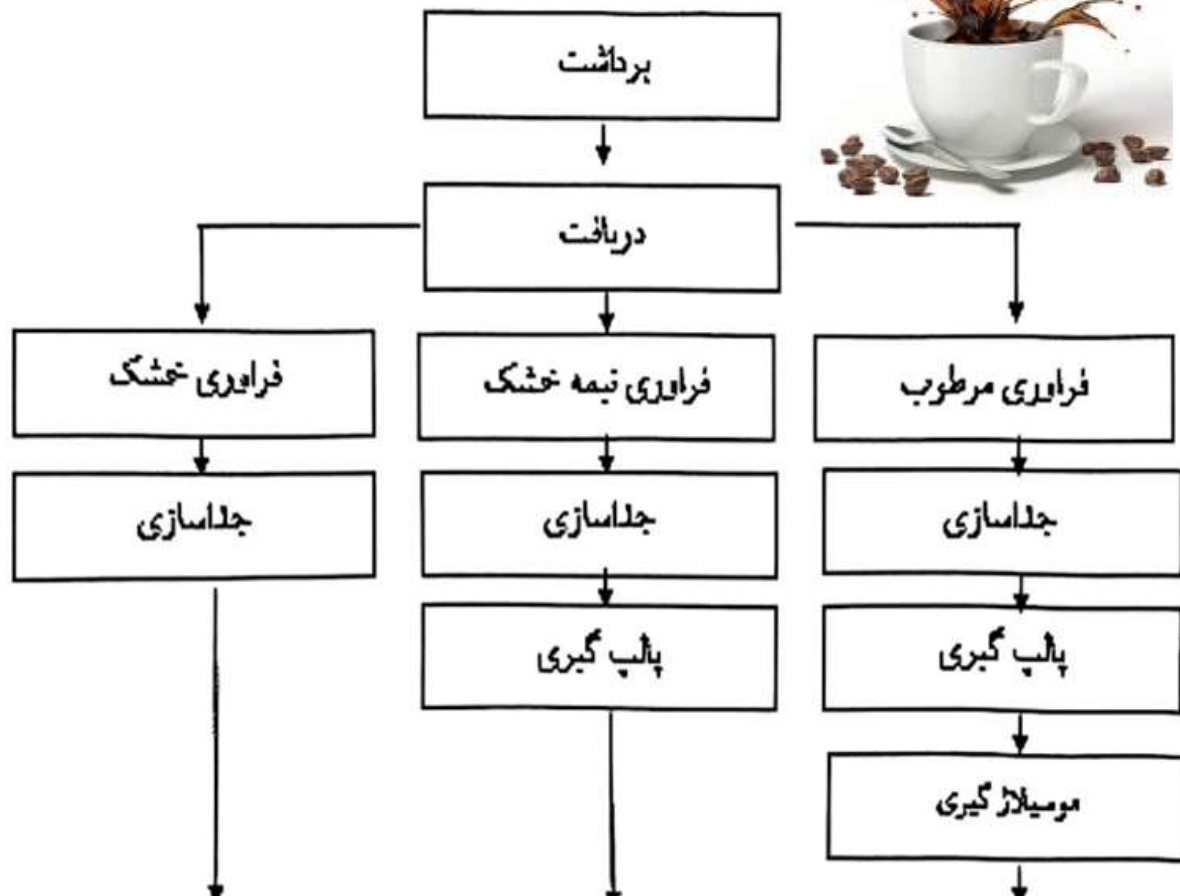 برداشت
دریافت
فراوری مرطوب
فراوری نیمه خشک
فراوری خشک
جداسازی
جداسازی
جداسازی
پالپ گیری
پالپ گیری
موسیلاژ گیری